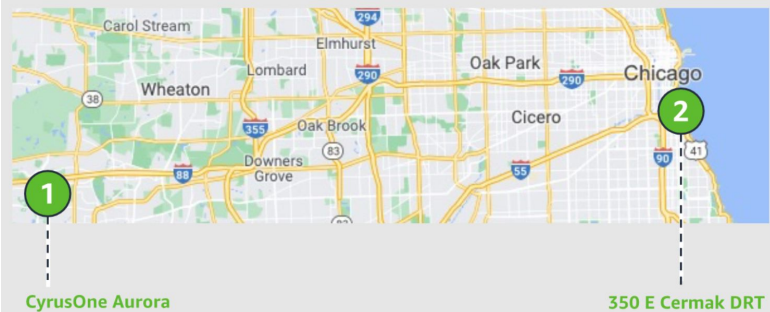 Carol Stream
294
Elmhurst
Lombard
290
Oak Park
290
Chicago
Wheaton
38
2
355
Oak Brook
Cicero
83
41
Downers
Grove
88
55
90
1
CyrusOne Aurora
350 E Cermak DRT